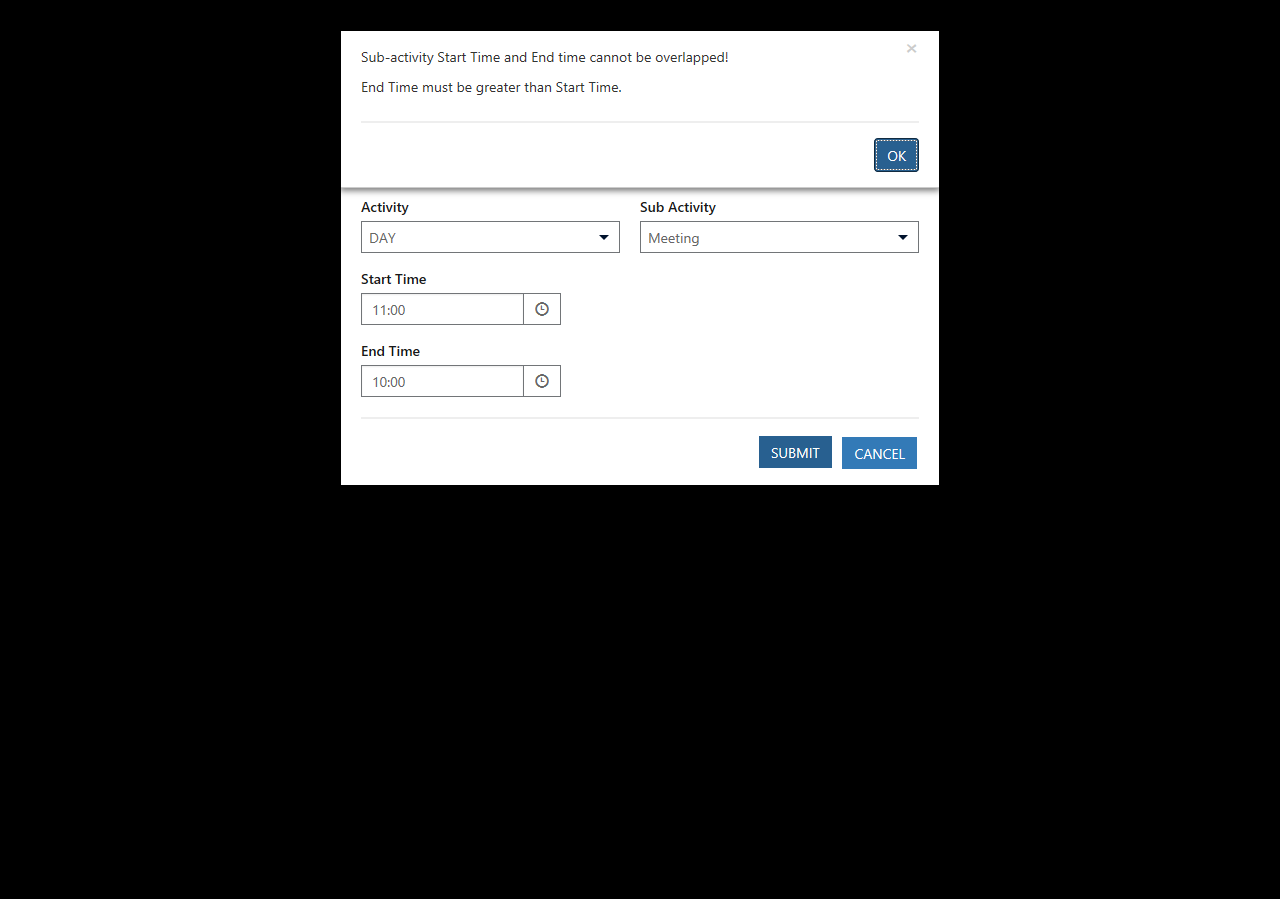 Sub-activity Start Time and End time cannot be overlapped!
×
End Time must be greater than Start Time.
OK
Activity
Sub Activity
DAY
Meeting
Start Time
11:00
End Time
10:00
SUBMIT
CANCEL